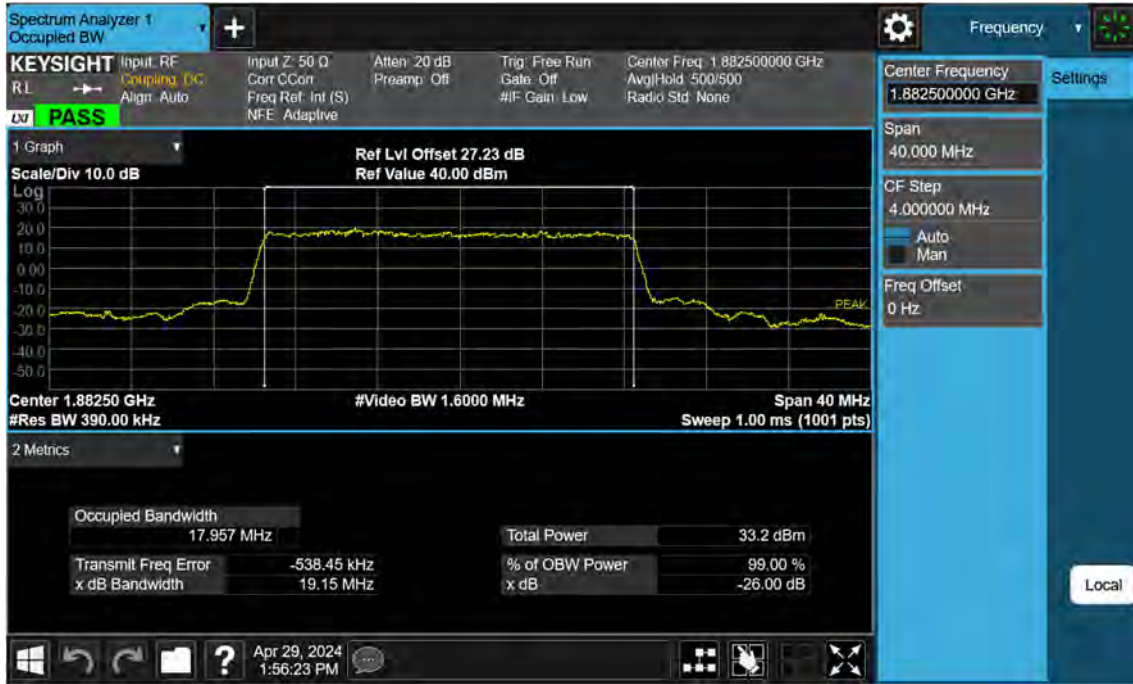 Spectrum Analyzer 1
Occupied BW
+
Frequency
KEYSIGHT
RL
LXI
PASS
Input: RF
Coupling: DC
Align: Auto
Input Z: 50 Ω
Corr CCorr
Freq Ref: Int (S)
NFE: Adaptive
Atten: 20 dB
Preamp: Off
Trig: Free Run
Gate: Off
#IF Gain: Low
Center Freq: 1.882500000 GHz
Avg|Hold: 500/500
Radio Std: None
Center Frequency
1.882500000 GHz
Settings
Span
40.000 MHz
CF Step
4.000000 MHz
Auto
Man
Freq Offset
0 Hz
Local
1 Graph
Scale/Div 10.0 dB
Ref Lvl Offset 27.23 dB
Ref Value 40.00 dBm
Log
30.0
20.0
10.0
0.00
-10.0
-20.0
-30.0
-40.0
-50.0
PEAK
Center 1.88250 GHz
#Video BW 1.6000 MHz
Span 40 MHz
#Res BW 390.00 kHz
Sweep 1.00 ms (1001 pts)
2 Metrics
Occupied Bandwidth
17.957 MHz
Total Power 33.2 dBm
Transmit Freq Error -538.45 kHz
% of OBW Power 99.00 %
x dB Bandwidth 19.15 MHz
x dB -26.00 dB
?
Apr 29, 2024
1:56:23 PM